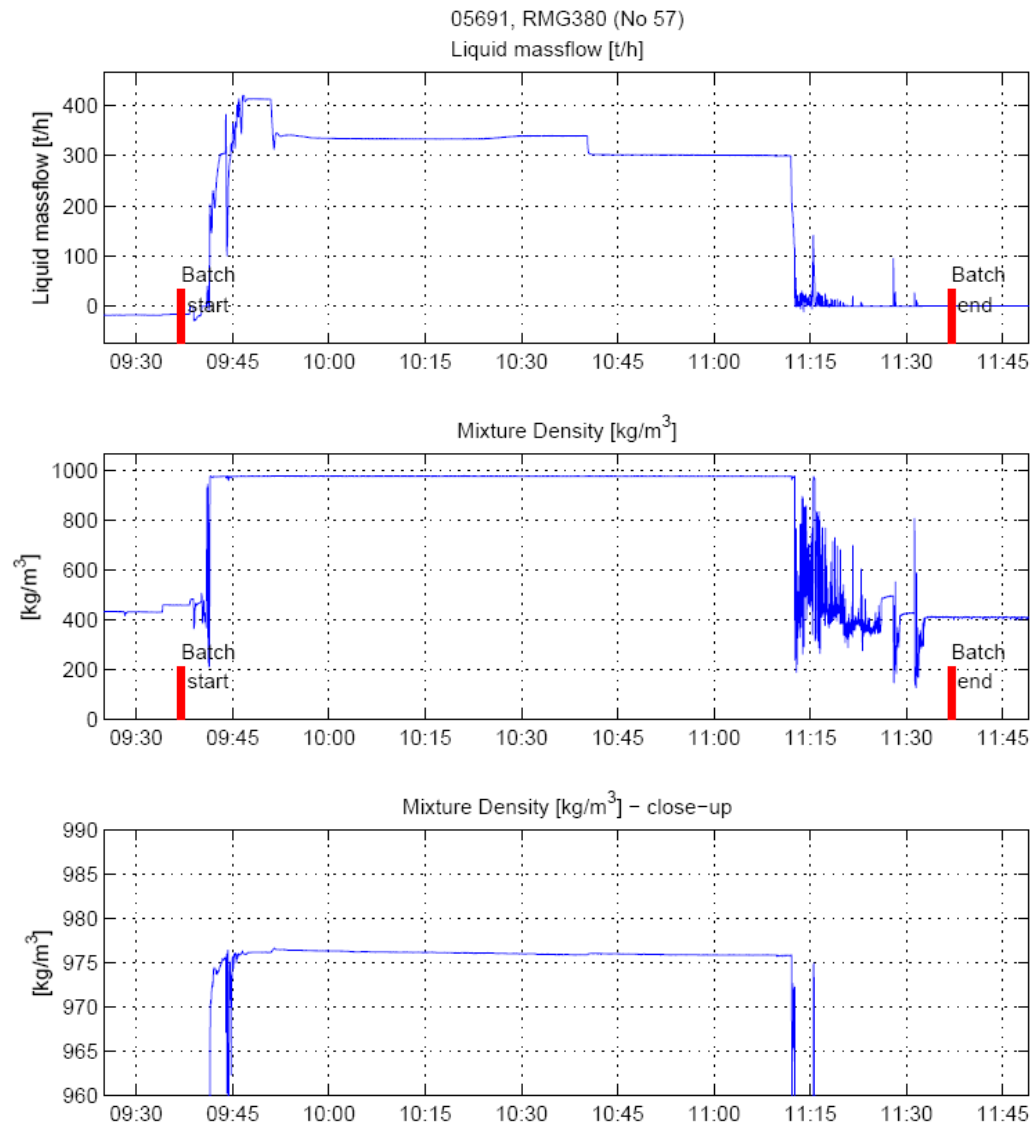 05691, RMG380 (No 57)
Liquid massflow [t/h]
Liquid massflow [t/h]
400
300
200
100
0
Batch
start
Batch
end
09:30 09:45 10:00 10:15 10:30 10:45 11:00 11:15 11:30 11:45
Mixture Density [kg/m³]
[kg/m³]
1000
800
600
400
200
0
Batch
start
Batch
end
09:30 09:45 10:00 10:15 10:30 10:45 11:00 11:15 11:30 11:45
Mixture Density [kg/m³] − close−up
[kg/m³]
990
985
980
975
970
965
960
09:30 09:45 10:00 10:15 10:30 10:45 11:00 11:15 11:30 11:45